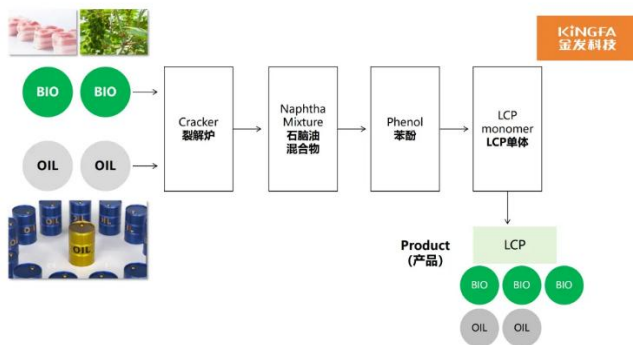 KINGFA
金发科技
BIO
BIO
OIL
OIL
Cracker
裂解炉
Naphtha
Mixture
石脑油
混合物
Phenol
苯酚
LCP
monomer
LCP单体
OIL
Product
(产品)
LCP
BIO
BIO
BIO
OIL
OIL